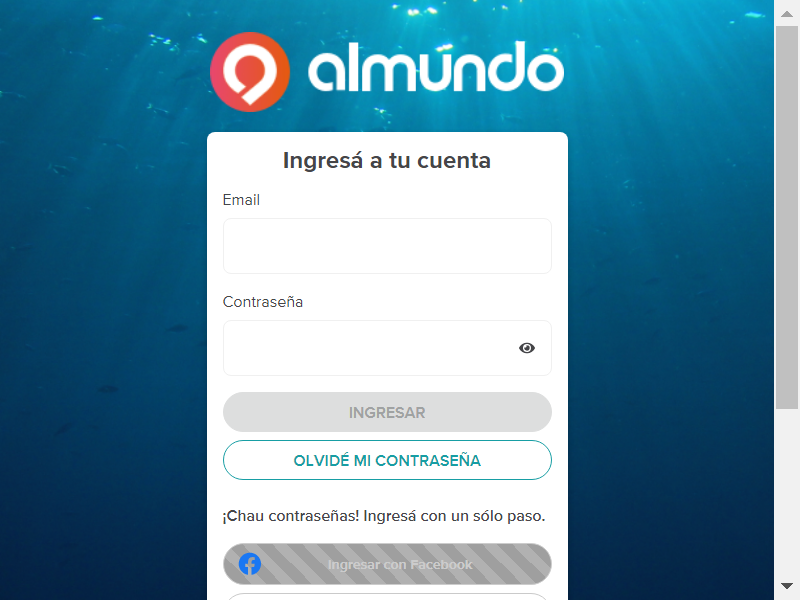 almundo
Ingresá a tu cuenta
Email
Contraseña
INGRESAR
OLVIDÉ MI CONTRASEÑA
¡Chau contraseñas! Ingresá con un sólo paso.
Ingresar con Facebook